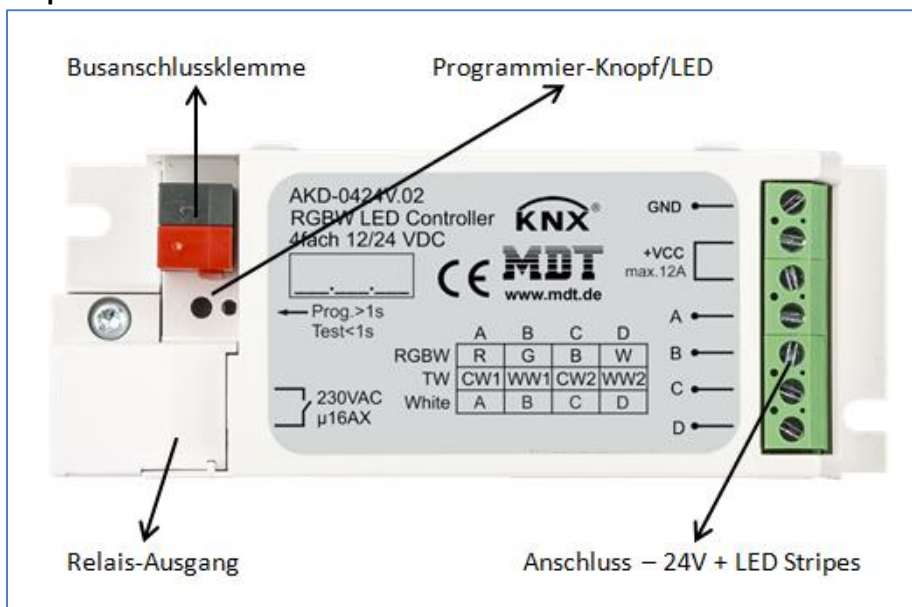 Busanschlussklemme
Programmier-Knopf/LED
AKD-0424V.02
RGBW LED Controller
4fach 12/24 VDC
KNX®
CE
MDT
www.mdt.de
Prog.>1s
Test<1s
A B C D
RGBW R G B W
TW CW1 WW1 CW2 WW2
White A B C D
230VAC
µ16AX
GND
+VCC
max.12A
A
B
C
D
Relais-Ausgang
Anschluss – 24V + LED Stripes